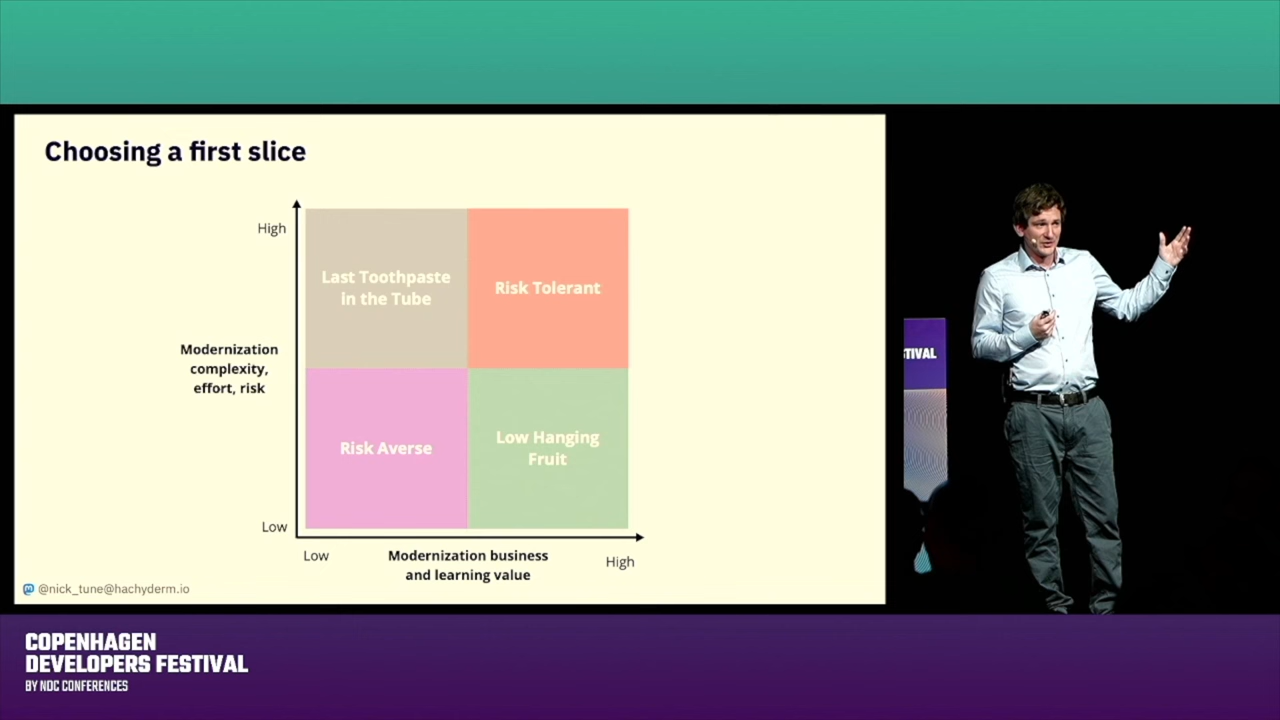 Choosing a first slice
High
Last Toothpaste
in the Tube
Risk Tolerant
Modernization
complexity,
effort, risk
Risk Averse
Low Hanging
Fruit
Low
Low
Modernization business
and learning value
High
@nick_tune@hachyderm.io
STIVAL
COPENHAGEN
DEVELOPERS FESTIVAL
BY NDC CONFERENCES